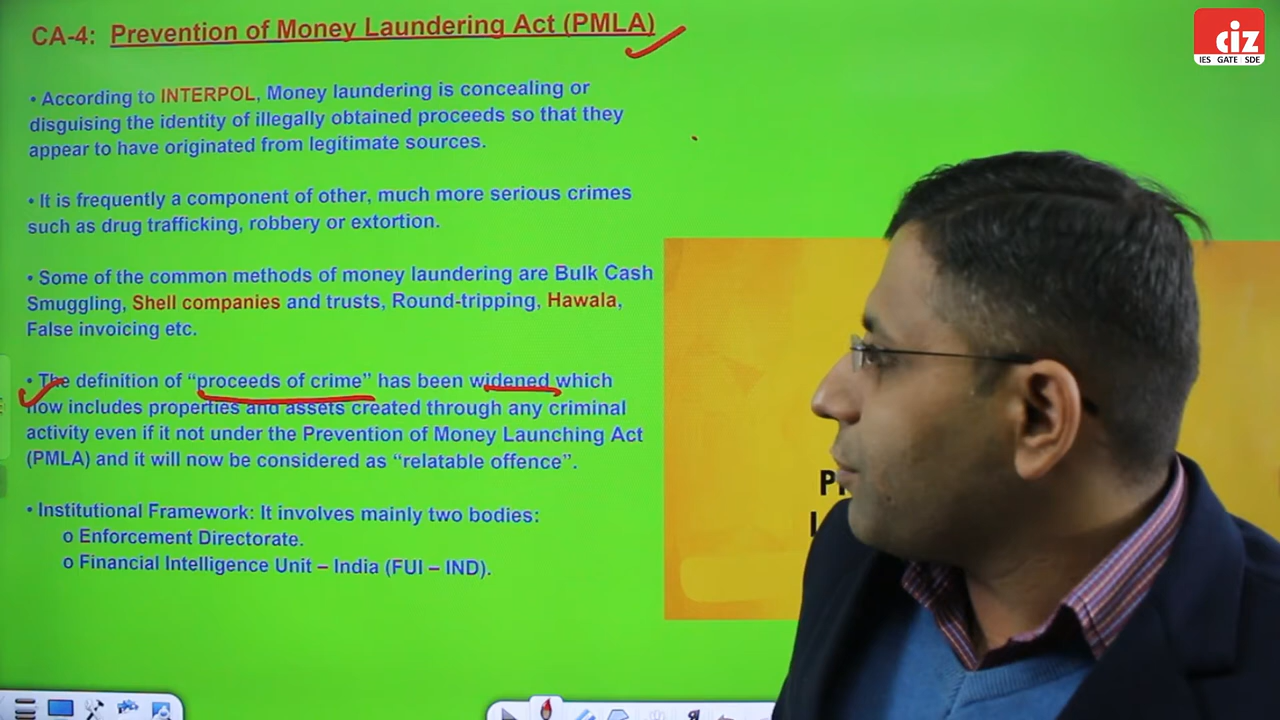 CA-4: Prevention of Money Laundering Act (PMLA)
ciz
IES GATE SDE
• According to INTERPOL, Money laundering is concealing or
disguising the identity of illegally obtained proceeds so that they
appear to have originated from legitimate sources.
• It is frequently a component of other, much more serious crimes
such as drug trafficking, robbery or extortion.
• Some of the common methods of money laundering are Bulk Cash
Smuggling, Shell companies and trusts, Round-tripping, Hawala,
False invoicing etc.
• The definition of “proceeds of crime” has been widened which
now includes properties and assets created through any criminal
activity even if it not under the Prevention of Money Launching Act
(PMLA) and it will now be considered as “relatable offence”.
• Institutional Framework: It involves mainly two bodies:
o Enforcement Directorate.
o Financial Intelligence Unit – India (FUI – IND).